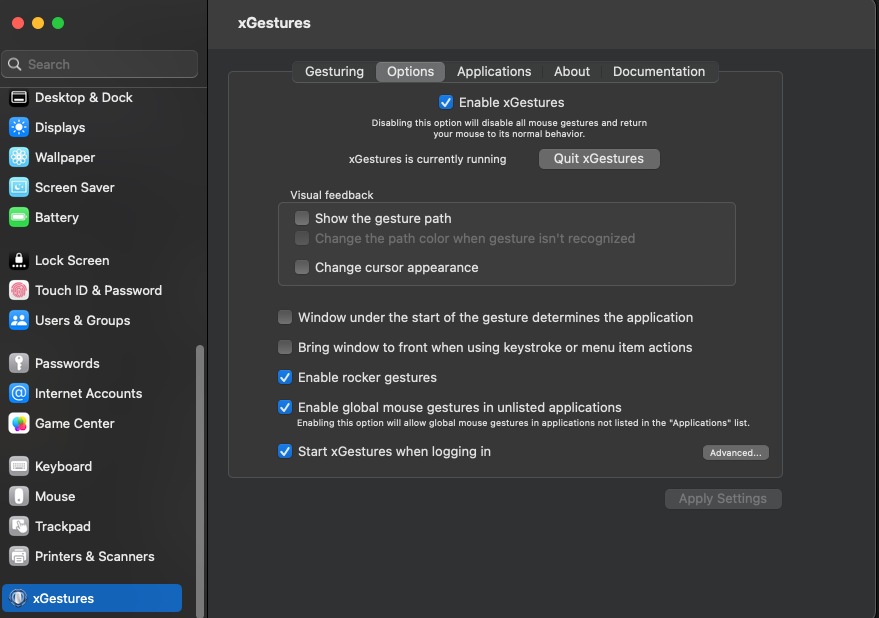 xGestures
Search
Desktop & Dock
Displays
Wallpaper
Screen Saver
Battery
Lock Screen
Touch ID & Password
Users & Groups
Passwords
Internet Accounts
Game Center
Keyboard
Mouse
Trackpad
Printers & Scanners
xGestures
Gesturing Options Applications About Documentation
Enable xGestures
Disabling this option will disable all mouse gestures and return
your mouse to its normal behavior.
xGestures is currently running Quit xGestures
Visual feedback
Show the gesture path
Change the path color when gesture isn't recognized
Change cursor appearance
Window under the start of the gesture determines the application
Bring window to front when using keystroke or menu item actions
Enable rocker gestures
Enable global mouse gestures in unlisted applications
Enabling this option will allow global mouse gestures in applications not listed in the "Applications" list.
Start xGestures when logging in Advanced...
Apply Settings